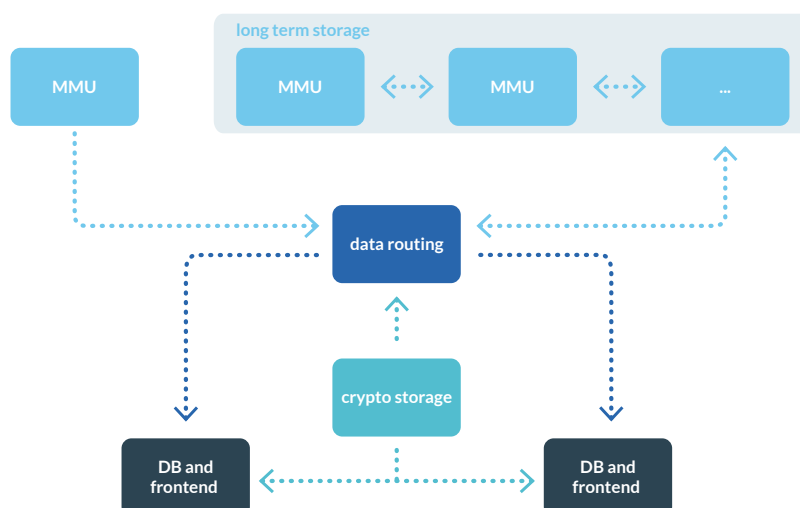 long term storage
MMU
MMU
MMU
...
data routing
crypto storage
DB and
frontend
DB and
frontend